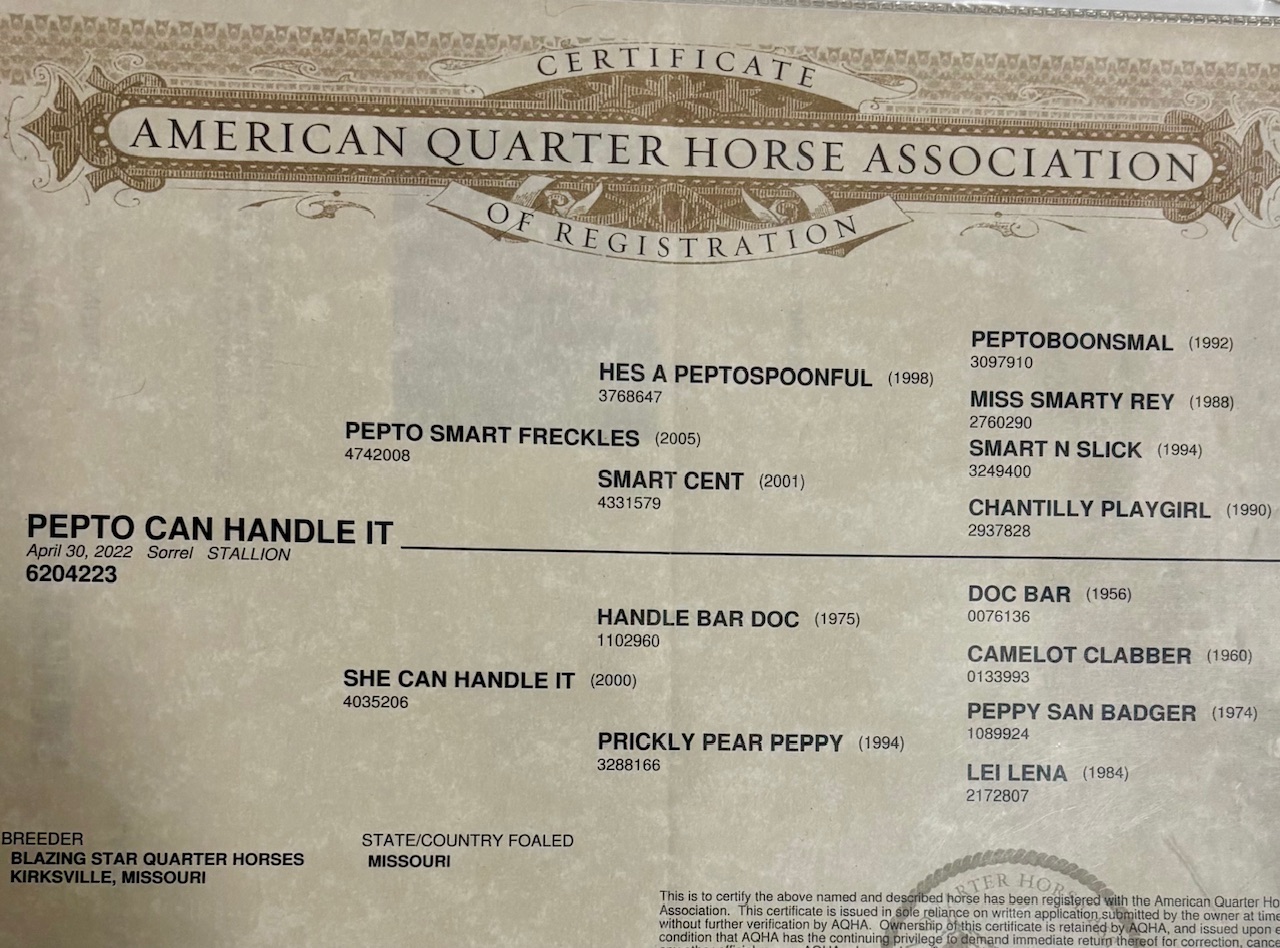 CERTIFICATE
AMERICAN QUARTER HORSE ASSOCIATION
OF REGISTRATION
PEPTOBOONSMAL (1992)
3097910
HES A PEPTOSPOONFUL (1998)
3768647
MISS SMARTY REY (1988)
2760290
PEPTO SMART FRECKLES (2005)
4742008
SMART N SLICK (1994)
3249400
SMART CENT (2001)
4331579
CHANTILLY PLAYGIRL (1990)
2937828
PEPTO CAN HANDLE IT
April 30, 2022 Sorrel STALLION
6204223
DOC BAR (1956)
0076136
HANDLE BAR DOC (1975)
1102960
CAMELOT CLABBER (1960)
0133993
SHE CAN HANDLE IT (2000)
4035206
PEPPY SAN BADGER (1974)
1089924
PRICKLY PEAR PEPPY (1994)
3288166
LEI LENA (1984)
2172807
BREEDER
BLAZING STAR QUARTER HORSES
KIRKSVILLE, MISSOURI
STATE/COUNTRY FOALED
MISSOURI
This is to certify the above named and described horse has been registered with the American Quarter Ho
Association. This certificate is issued in sole reliance on written application submitted by the owner at time
without further verification by AQHA. Ownership of this certificate is retained by AQHA, and issued upon
condition that AQHA has the continuing privilege to demand immediate return thereof for correction,